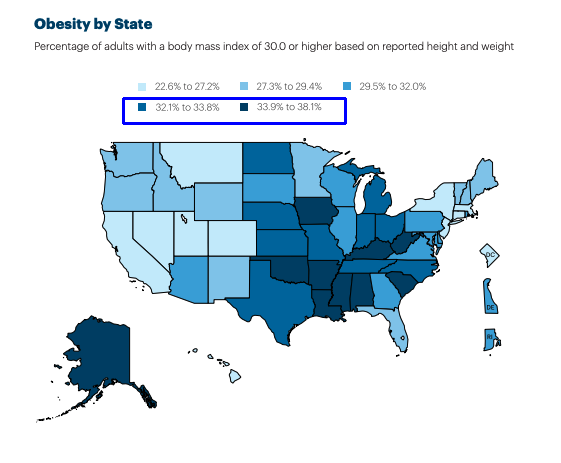 Obesity by State
Percentage of adults with a body mass index of 30.0 or higher based on reported height and weight
22.6% to 27.2% 27.3% to 29.4% 29.5% to 32.0%
32.1% to 33.8% 33.9% to 38.1%
DC
DE
RI